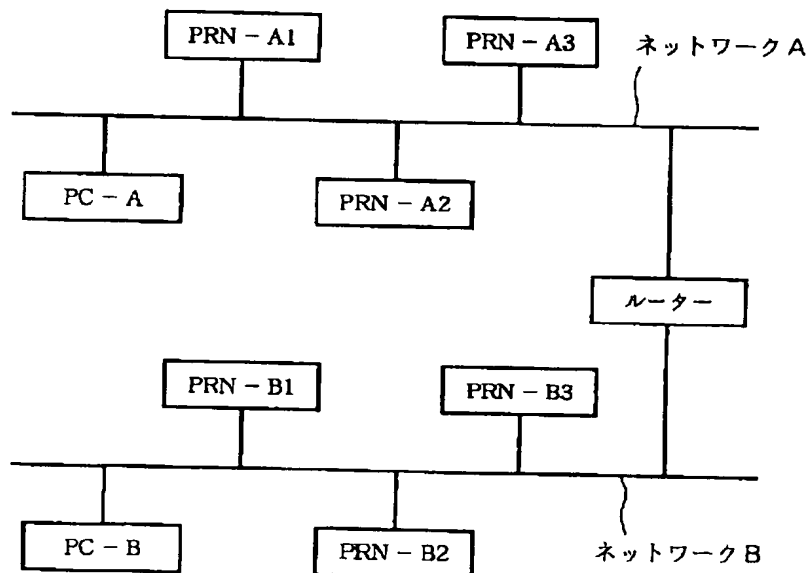 PRN-A1
PRN-A3
ネットワークA
PC-A
PRN-A2
ルーター
PRN-B1
PRN-B3
PC-B
PRN-B2
ネットワークB